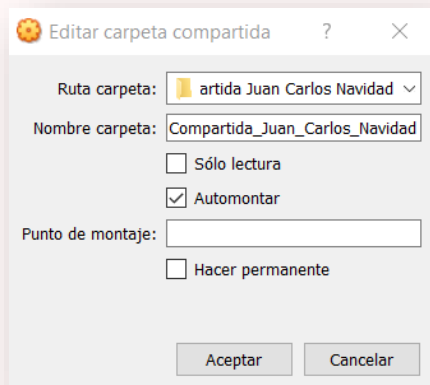 Editar carpeta compartida ? ×
Ruta carpeta: artida Juan Carlos Navidad
Nombre carpeta: Compartida_Juan_Carlos_Navidad
Sólo lectura
Automontar
Punto de montaje:
Hacer permanente
Aceptar Cancelar